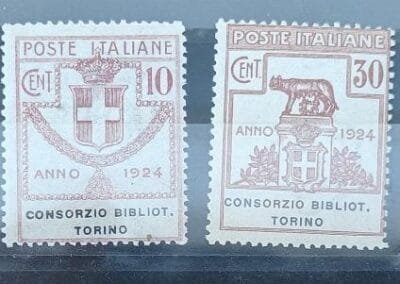 POSTE ITALIANE
CENT. 10
ANNO 1924
CONSORZIO BIBLIOT.
TORINO
POSTE ITALIANE
CENT. 30
ANNO 1924
CONSORZIO BIBLIOT.
TORINO